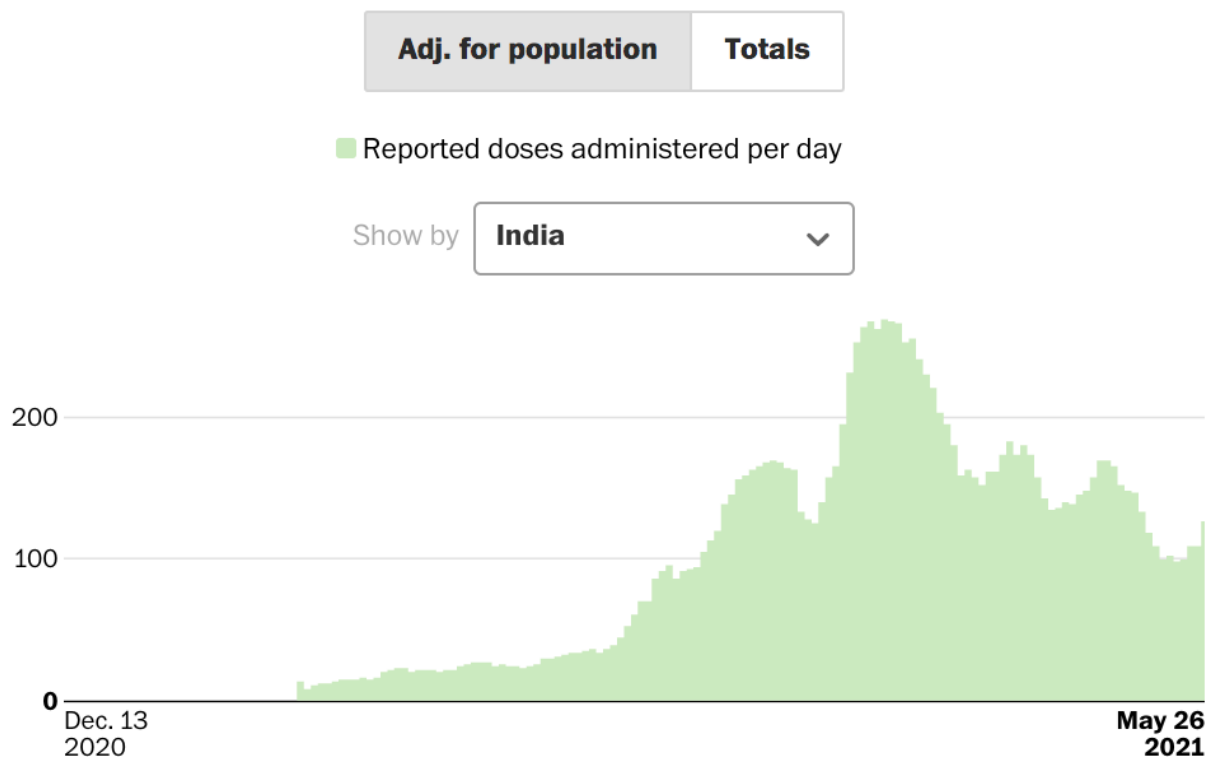 Adj. for population Totals
Reported doses administered per day
Show by India
200
100
0
Dec. 13 May 26
2020 2021